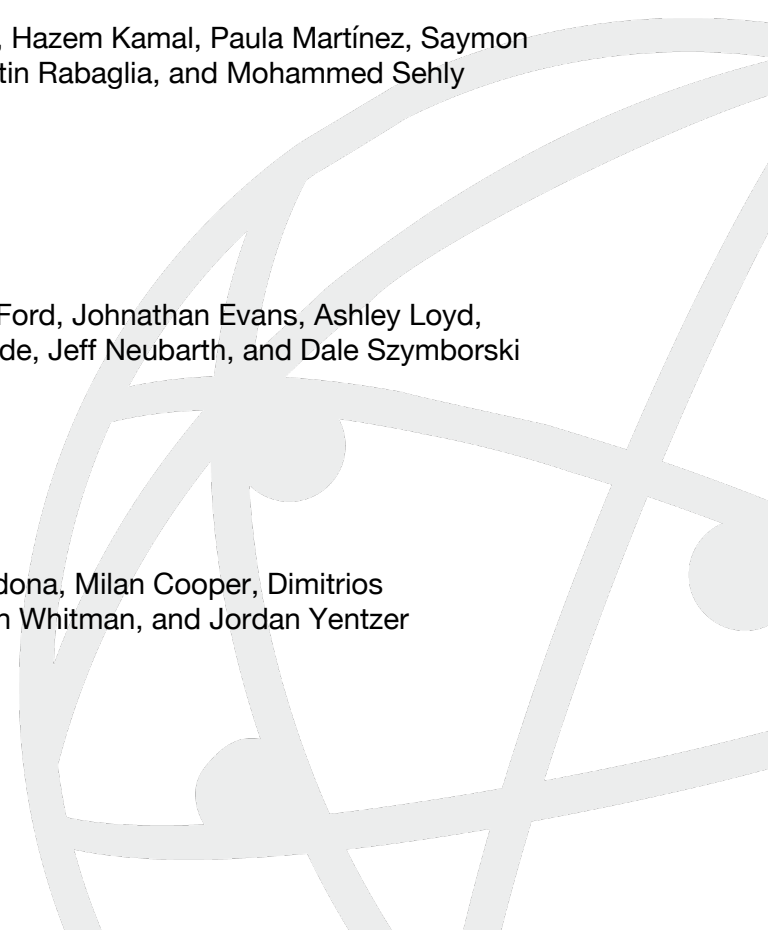 , Hazem Kamal, Paula Martínez, Saymon
tin Rabaglia, and Mohammed Sehly
Ford, Johnathan Evans, Ashley Loyd,
de, Jeff Neubarth, and Dale Szymborski
dona, Milan Cooper, Dimitrios
Whitman, and Jordan Yentzer